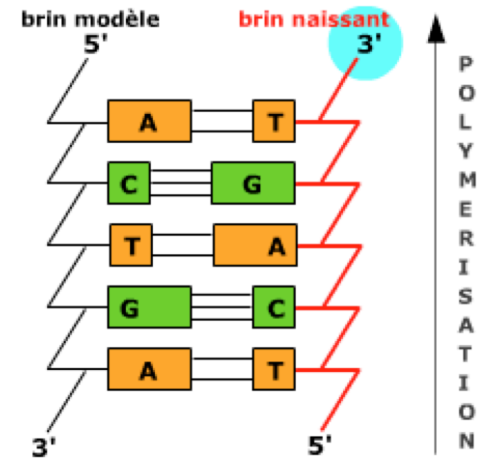 brin modèle brin naissant
5' 3'
A T
C G
T A
G C
A T
3' 5'
POLYMERISATION